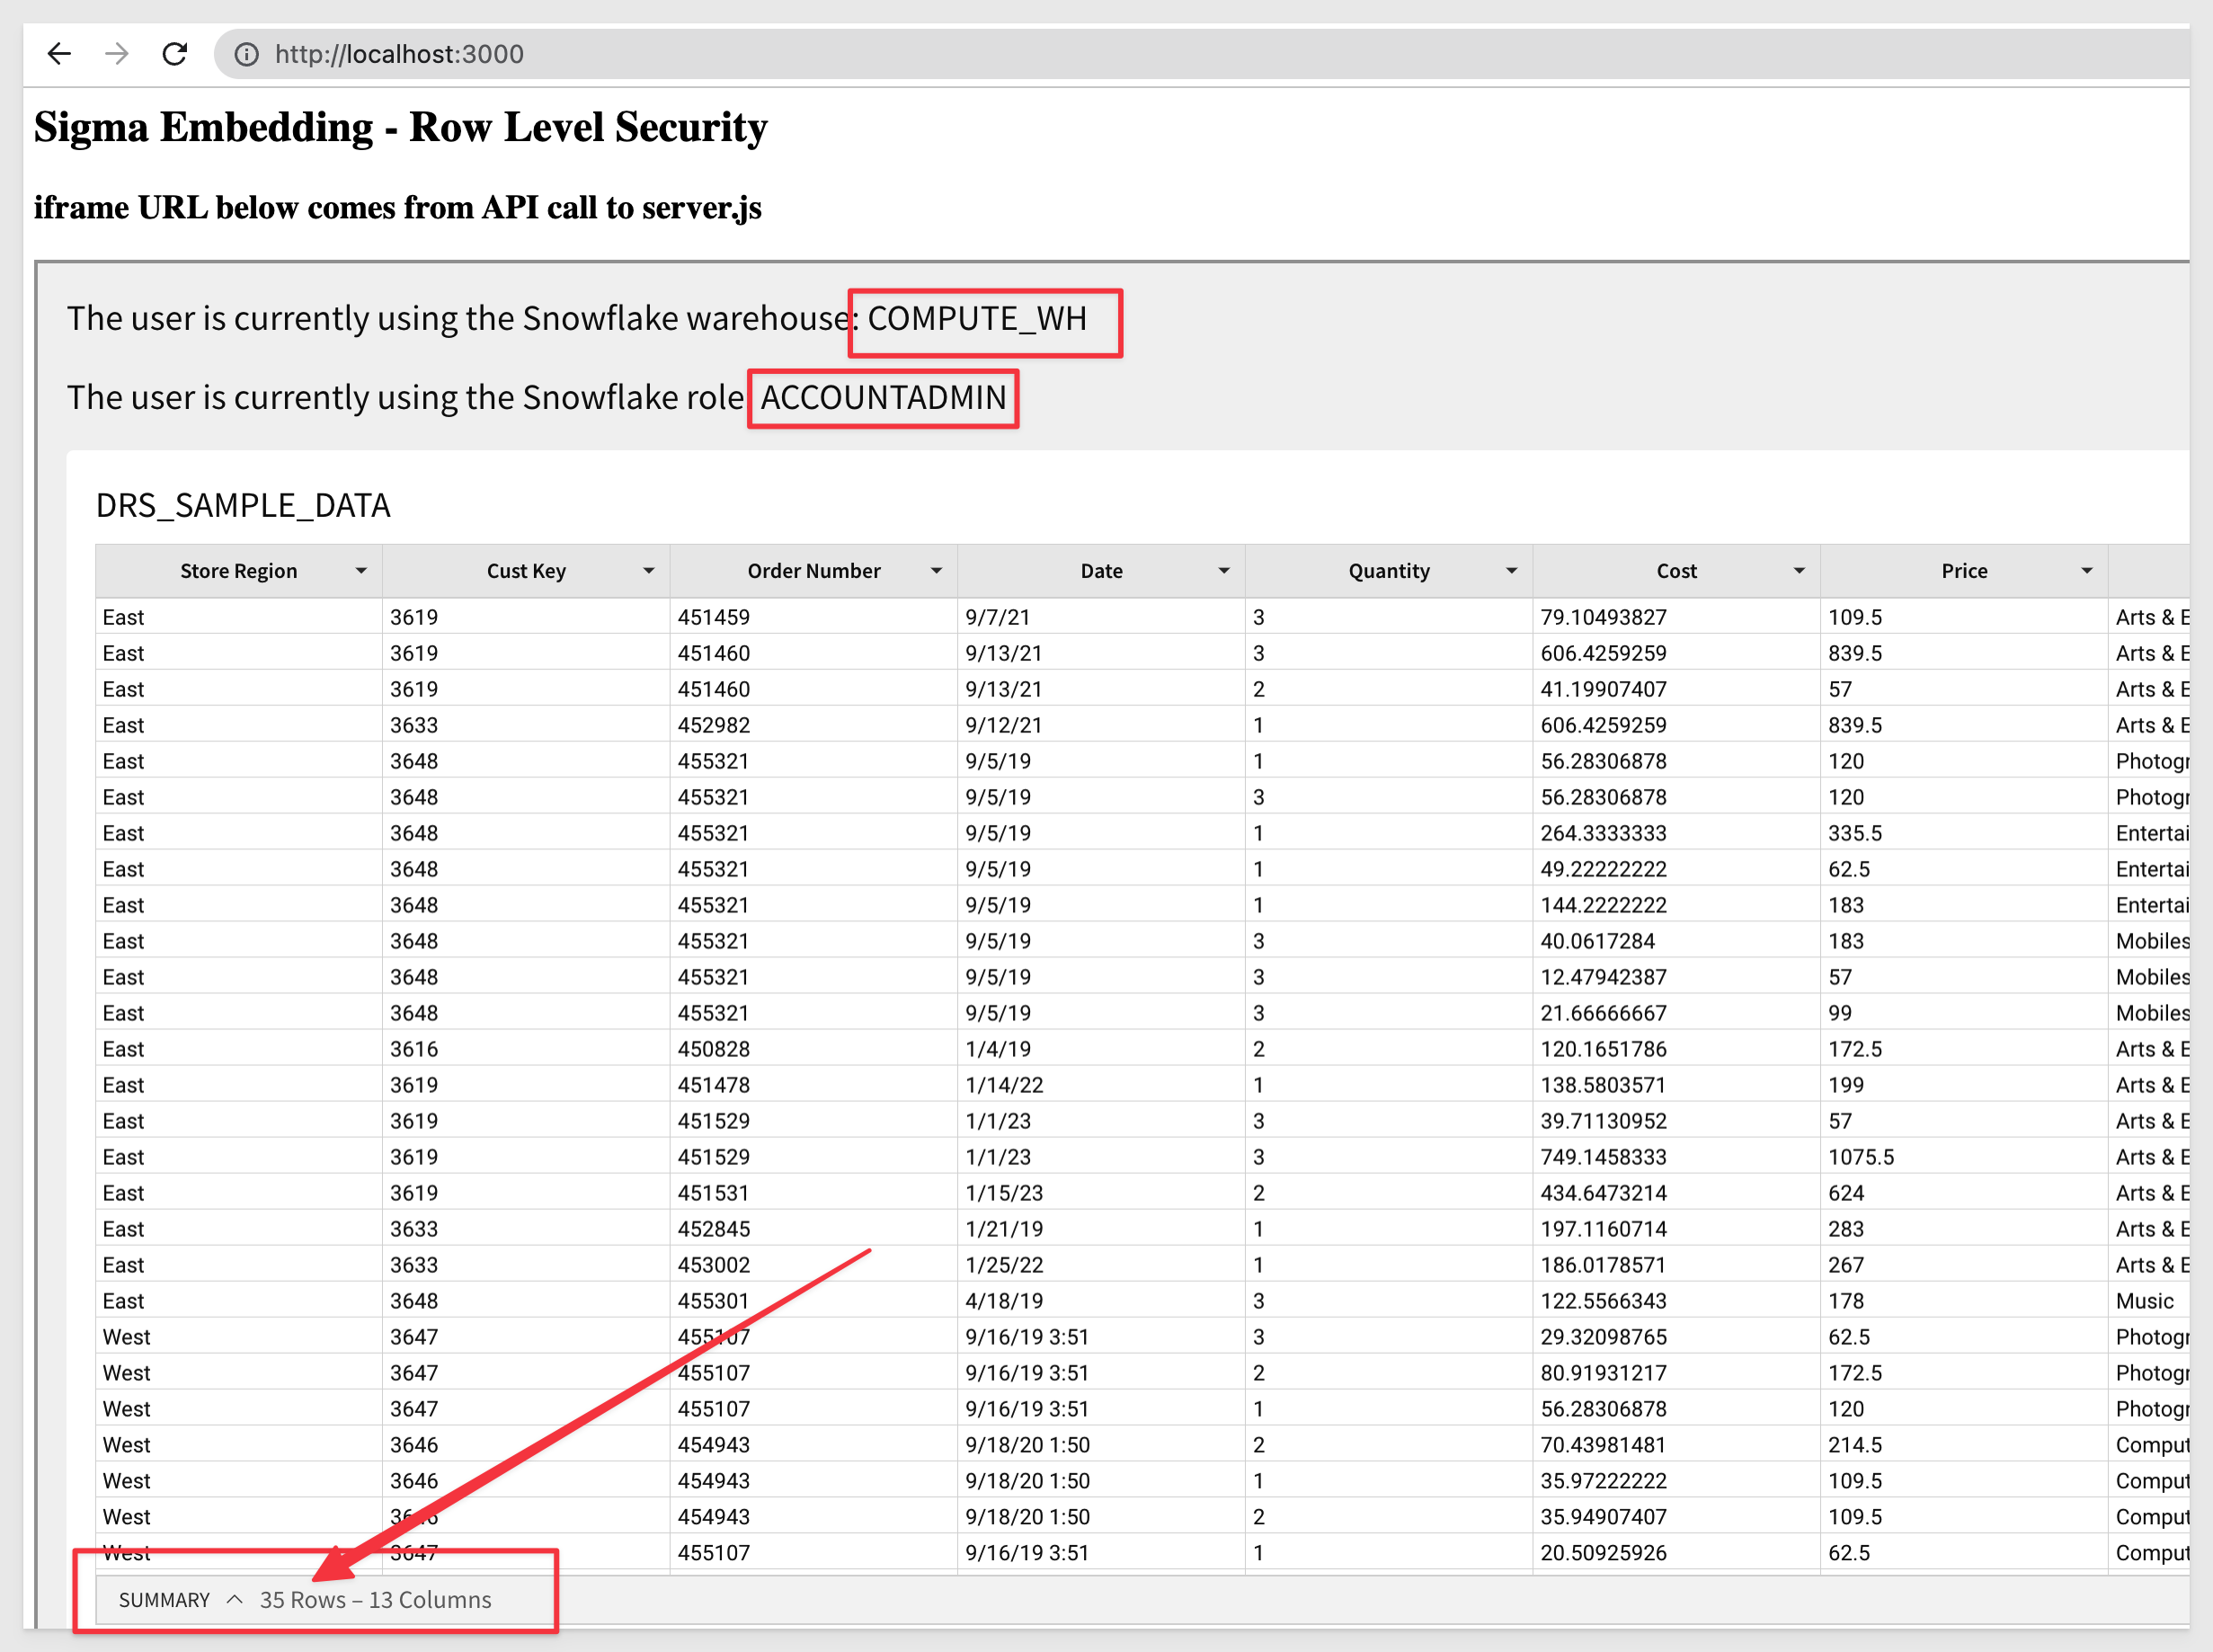 http://localhost:3000
Sigma Embedding - Row Level Security
iframe URL below comes from API call to server.js
The user is currently using the Snowflake warehouse: COMPUTE_WH
The user is currently using the Snowflake role ACCOUNTADMIN
DRS_SAMPLE_DATA
Store Region Cust Key Order Number Date Quantity Cost Price
East 3619 451459 9/7/21 3 79.10493827 109.5 Arts & E
East 3619 451460 9/13/21 3 606.4259259 839.5 Arts & E
East 3619 451460 9/13/21 2 41.19907407 57 Arts & E
East 3633 452982 9/12/21 1 606.4259259 839.5 Arts & E
East 3648 455321 9/5/19 1 56.28306878 120 Photogr
East 3648 455321 9/5/19 3 56.28306878 120 Photogr
East 3648 455321 9/5/19 1 264.3333333 335.5 Entertai
East 3648 455321 9/5/19 1 49.22222222 62.5 Entertai
East 3648 455321 9/5/19 1 144.2222222 183 Entertai
East 3648 455321 9/5/19 3 40.0617284 183 Mobiles
East 3648 455321 9/5/19 3 12.47942387 57 Mobiles
East 3648 455321 9/5/19 3 21.66666667 99 Mobiles
East 3616 450828 1/4/19 2 120.1651786 172.5 Arts & E
East 3619 451478 1/14/22 1 138.5803571 199 Arts & E
East 3619 451529 1/1/23 3 39.71130952 57 Arts & E
East 3619 451529 1/1/23 3 749.1458333 1075.5 Arts & E
East 3619 451531 1/15/23 2 434.6473214 624 Arts & E
East 3633 452845 1/21/19 1 197.1160714 283 Arts & E
East 3633 453002 1/25/22 1 186.0178571 267 Arts & E
East 3648 455301 4/18/19 3 122.5566343 178 Music
West 3647 455107 9/16/19 3:51 3 29.32098765 62.5 Photogr
West 3647 455107 9/16/19 3:51 2 80.91931217 172.5 Photogr
West 3647 455107 9/16/19 3:51 1 56.28306878 120 Photogr
West 3646 454943 9/18/20 1:50 2 70.43981481 214.5 Comput
West 3646 454943 9/18/20 1:50 1 35.97222222 109.5 Comput
West 3646 454943 9/18/20 1:50 2 35.94907407 109.5 Comput
West 3647 455107 9/16/19 3:51 1 20.50925926 62.5 Comput
SUMMARY 35 Rows – 13 Columns